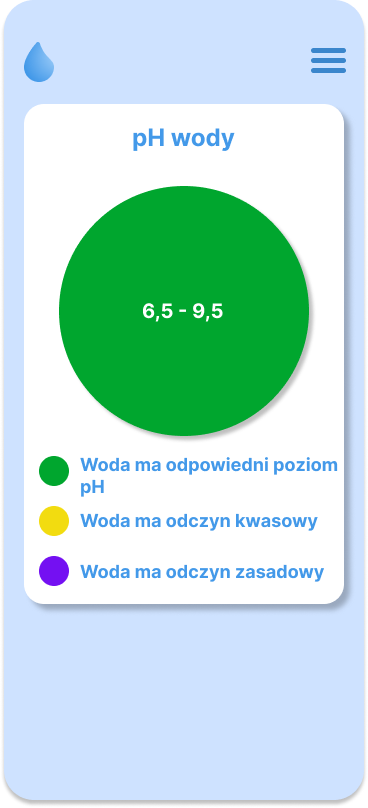 pH wody
6,5 - 9,5
Woda ma odpowiedni poziom
pH
Woda ma odczyn kwasowy
Woda ma odczyn zasadowy